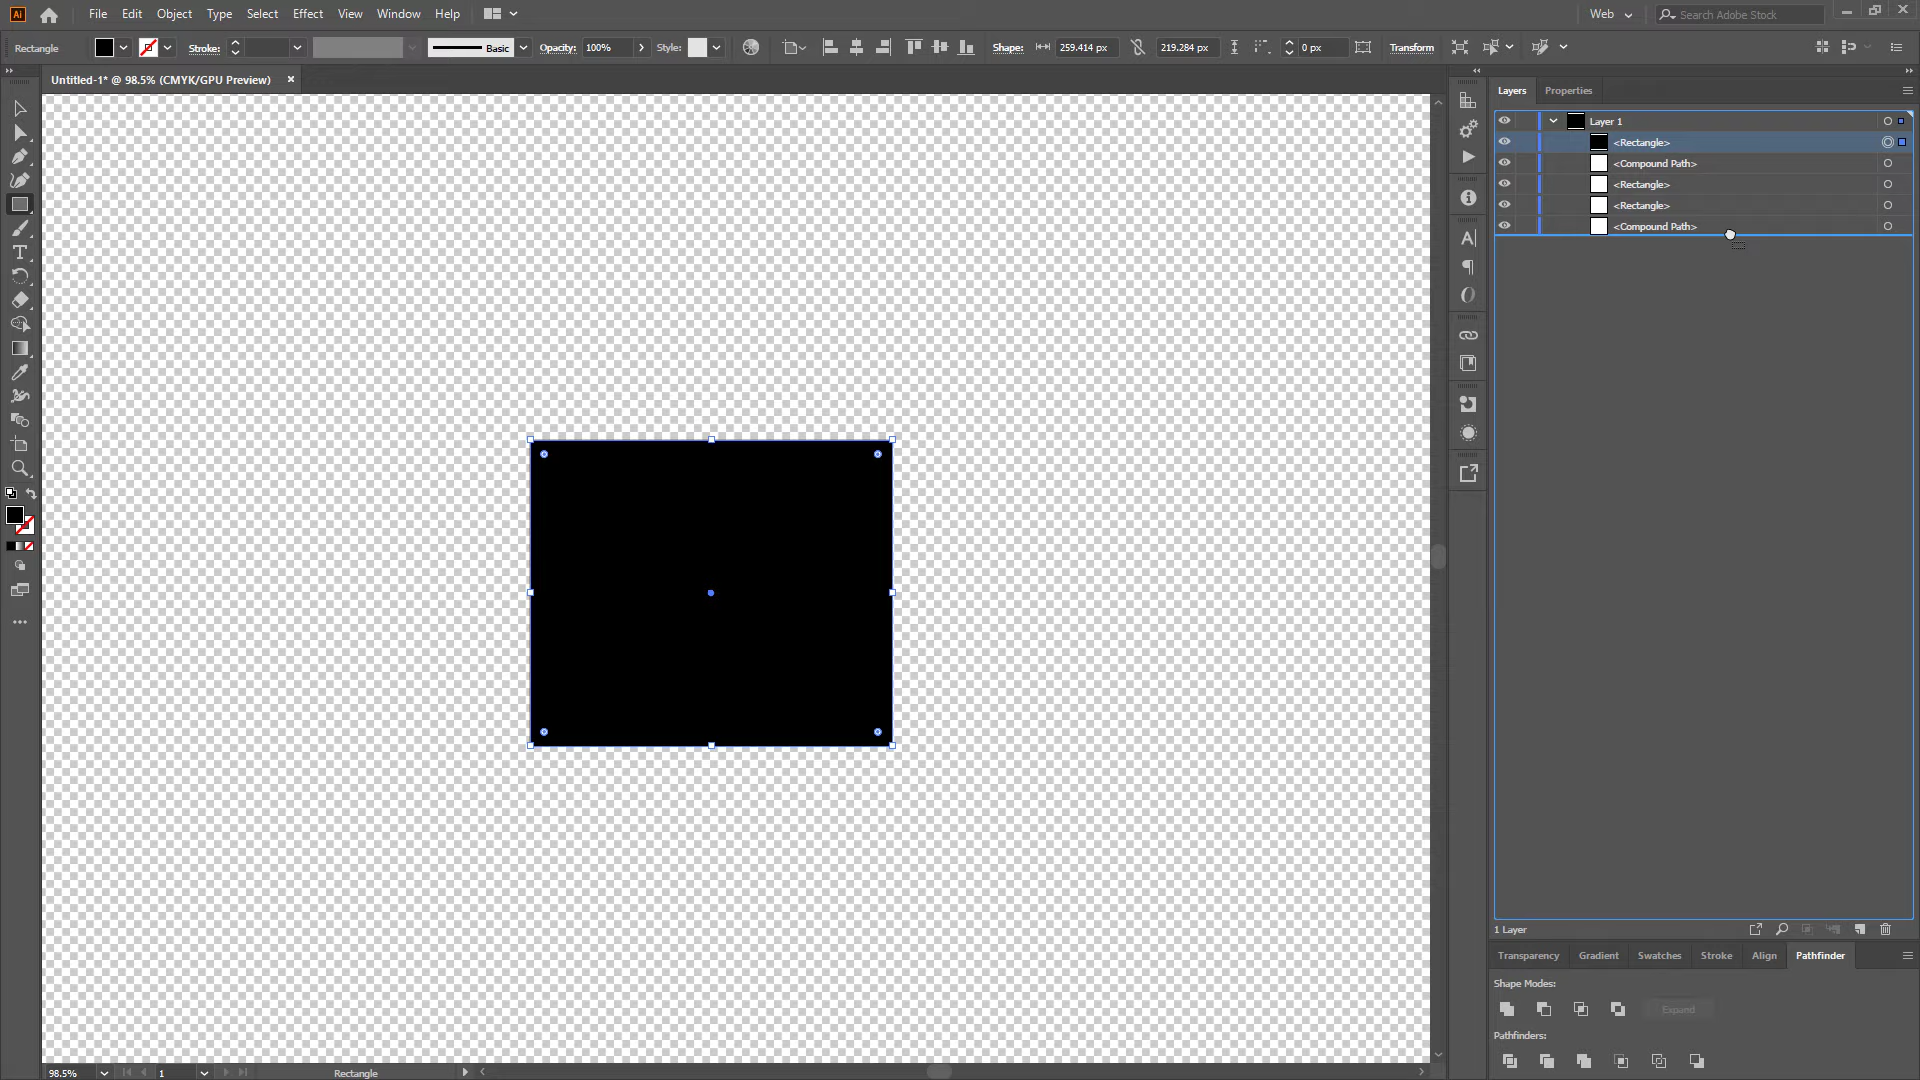 Ai File Edit Object Type Select Effect View Window Help Web Search Adobe Stock
Rectangle Stroke: Basic Opacity: 100% Style: Shape: 259.414 px 219.284 px 0 px Transform
Untitled-1* @ 98.5% (CMYK/GPU Preview)
Layers Properties
Layer 1
<Rectangle>
<Compound Path>
<Rectangle>
<Rectangle>
<Compound Path>
1 Layer
Transparency Gradient Swatches Stroke Align Pathfinder
Shape Modes:
Expand
Pathfinders:
98.5% 1 Rectangle